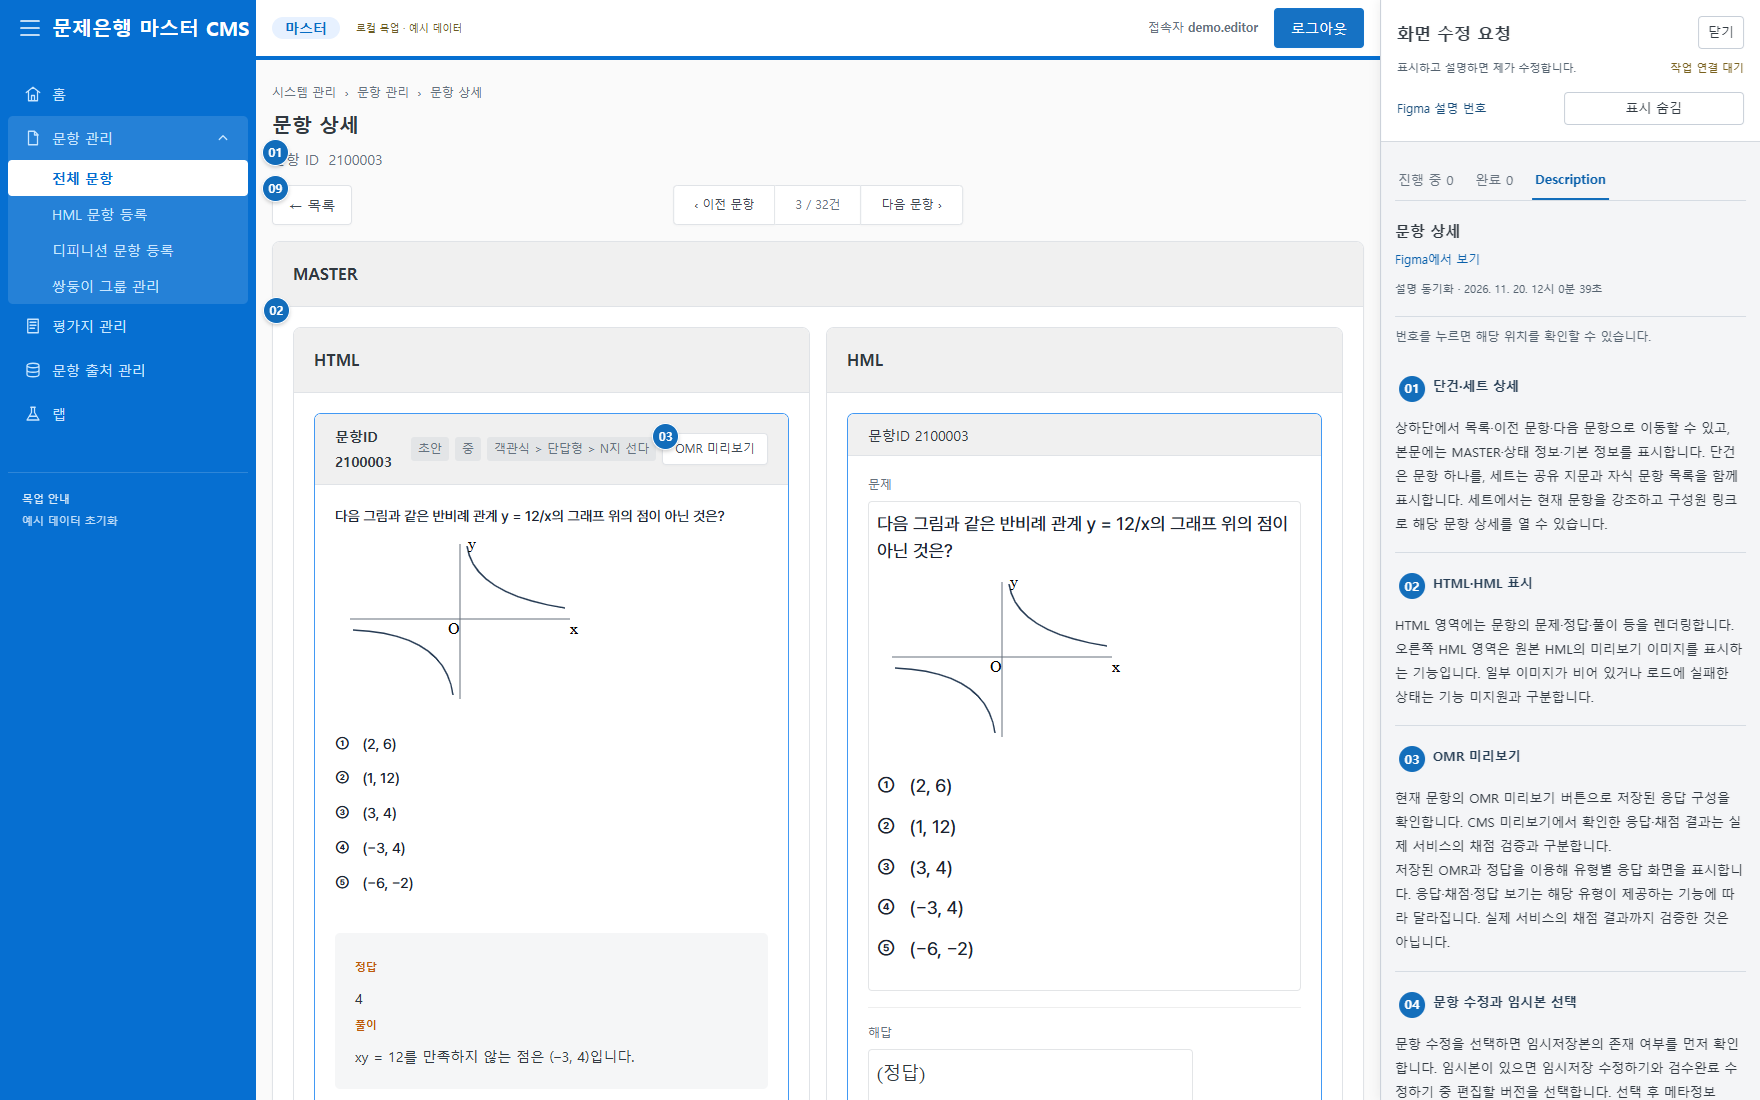 문제은행 마스터 CMS
홈
문항 관리
전체 문항
HML 문항 등록
디피니션 문항 등록
쌍둥이 그룹 관리
평가지 관리
문항 출처 관리
랩
목업 안내
예시 데이터 초기화
마스터
로컬 목업 · 예시 데이터
접속자 demo.editor
로그아웃
시스템 관리 › 문항 관리 › 문항 상세
문항 상세
01
항 ID 2100003
09
← 목록
‹ 이전 문항
3 / 32건
다음 문항 ›
MASTER
02
HTML
문항ID
2100003
초안
중
객관식 > 단답형 > N지 선다
03
OMR 미리보기
다음 그림과 같은 반비례 관계 y = 12/x의 그래프 위의 점이 아닌 것은?
y
O
x
① (2, 6)
② (1, 12)
③ (3, 4)
④ (−3, 4)
⑤ (−6, −2)
정답
4
풀이
xy = 12를 만족하지 않는 점은 (−3, 4)입니다.
HML
문항ID 2100003
문제
다음 그림과 같은 반비례 관계 y = 12/x의 그래프 위의 점이
아닌 것은?
y
O
x
① (2, 6)
② (1, 12)
③ (3, 4)
④ (−3, 4)
⑤ (−6, −2)
해답
(정답)
화면 수정 요청
닫기
표시하고 설명하면 제가 수정합니다.
작업 연결 대기
Figma 설명 번호
표시 숨김
진행 중 0
완료 0
Description
문항 상세
Figma에서 보기
설명 동기화 · 2026. 11. 20. 12시 0분 39초
번호를 누르면 해당 위치를 확인할 수 있습니다.
01 단건·세트 상세
상하단에서 목록·이전 문항·다음 문항으로 이동할 수 있고,
본문에는 MASTER·상태 정보·기본 정보를 표시합니다. 단건
은 문항 하나를, 세트는 공유 지문과 자식 문항 목록을 함께
표시합니다. 세트에서는 현재 문항을 강조하고 구성원 링크
로 해당 문항 상세를 열 수 있습니다.
02 HTML·HML 표시
HTML 영역에는 문항의 문제·정답·풀이 등을 렌더링합니다.
오른쪽 HML 영역은 원본 HML의 미리보기 이미지를 표시하
는 기능입니다. 일부 이미지가 비어 있거나 로드에 실패한
상태는 기능 미지원과 구분합니다.
03 OMR 미리보기
현재 문항의 OMR 미리보기 버튼으로 저장된 응답 구성을
확인합니다. CMS 미리보기에서 확인한 응답·채점 결과는 실
제 서비스의 채점 검증과 구분합니다.
저장된 OMR과 정답을 이용해 유형별 응답 화면을 표시합니
다. 응답·채점·정답 보기는 해당 유형이 제공하는 기능에 따
라 달라집니다. 실제 서비스의 채점 결과까지 검증한 것은
아닙니다.
04 문항 수정과 임시본 선택
문항 수정을 선택하면 임시저장본의 존재 여부를 먼저 확인
합니다. 임시본이 있으면 임시저장 수정하기와 검수완료 수
정하기 중 편집할 버전을 선택합니다. 선택 후 메타정보